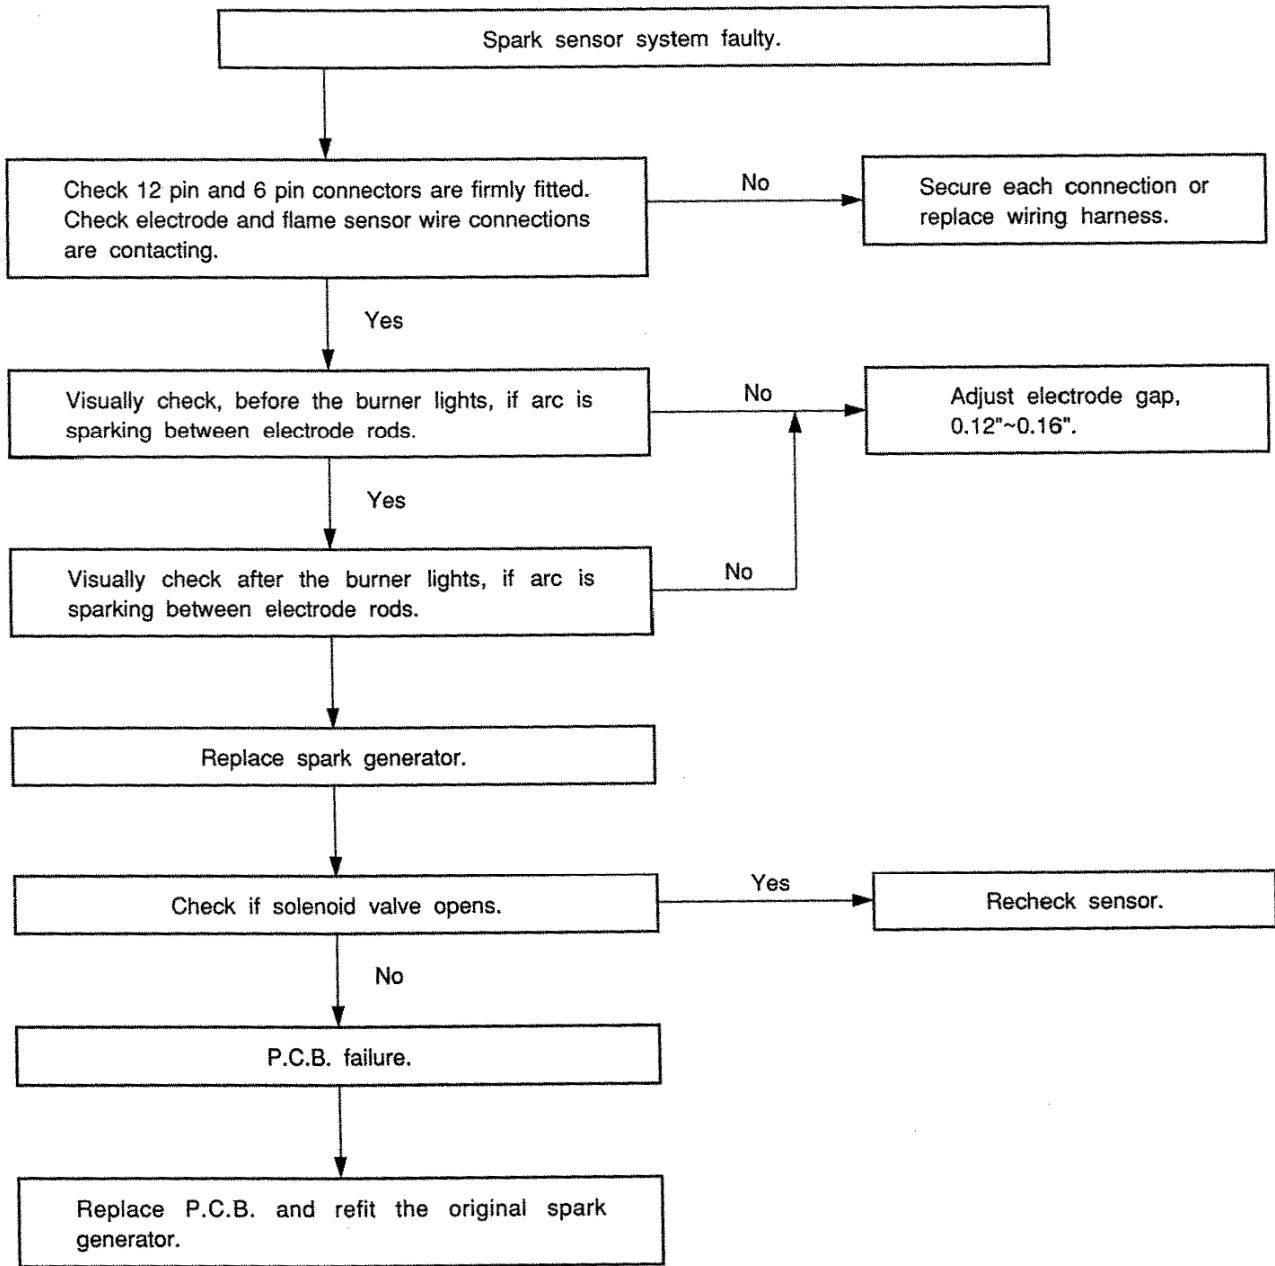 Spark sensor system faulty.
Check 12 pin and 6 pin connectors are firmly fitted.
Check electrode and flame sensor wire connections
are contacting.
No
Secure each connection or
replace wiring harness.
Yes
Visually check, before the burner lights, if arc is
sparking between electrode rods.
No
Adjust electrode gap,
0.12"~0.16".
Yes
Visually check after the burner lights, if arc is
sparking between electrode rods.
No
Replace spark generator.
Check if solenoid valve opens.
Yes
Recheck sensor.
No
P.C.B. failure.
Replace P.C.B. and refit the original spark
generator.